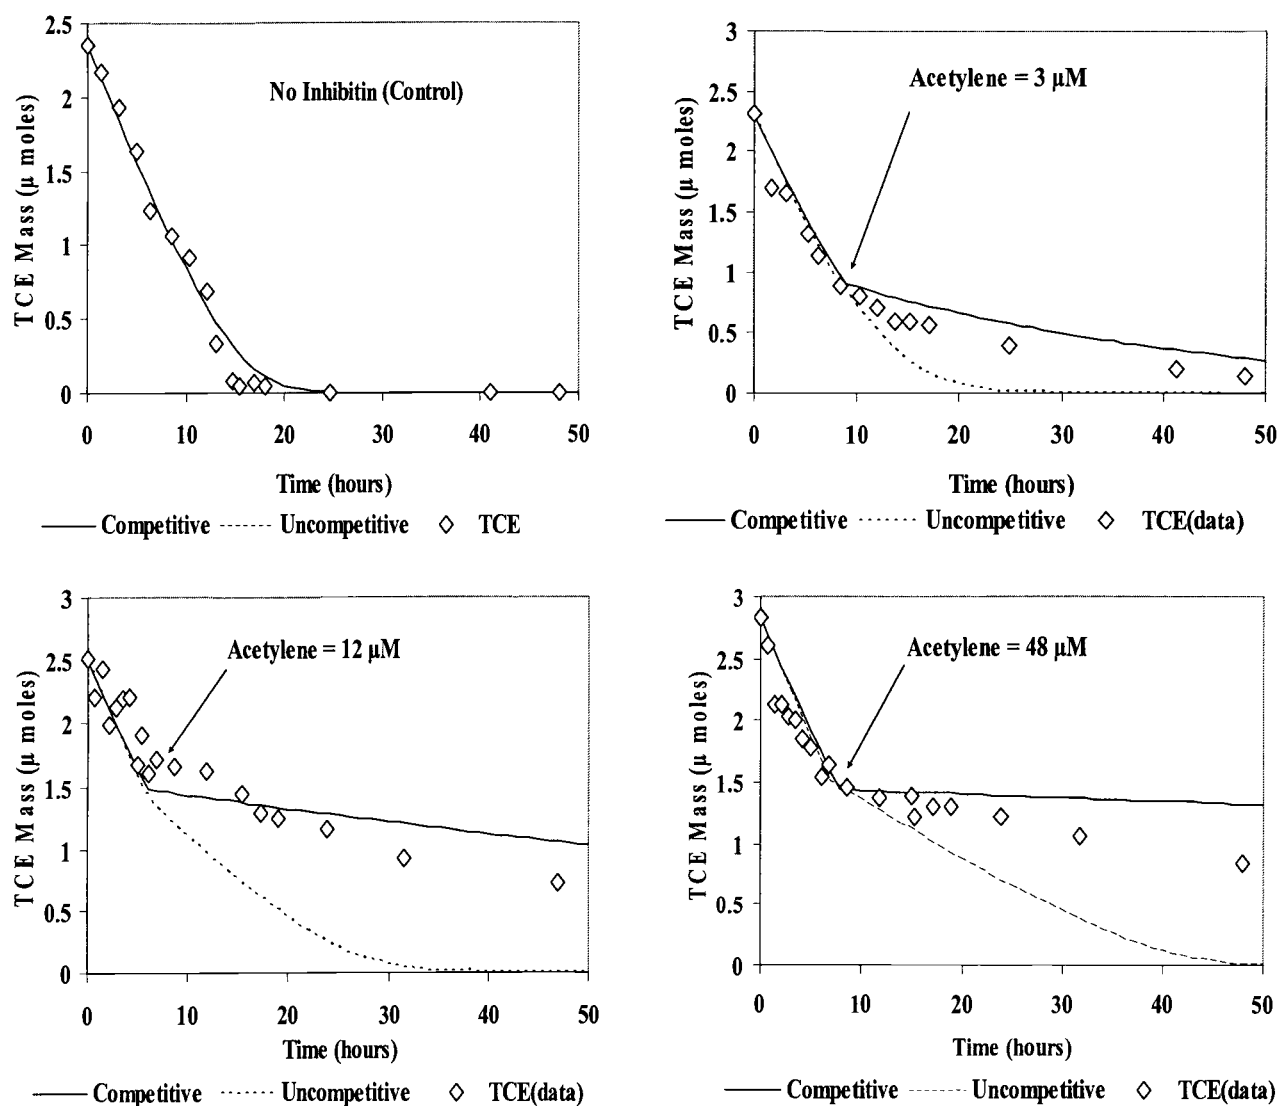 2.5
2
1.5
1
0.5
0
TCE Mass (μ moles)
No Inhibitin (Control)
0 10 20 30 40 50
Time (hours)
Competitive Uncompetitive TCE
3
2.5
2
1.5
1
0.5
0
TCE Mass (μ moles)
Acetylene = 3 μM
0 10 20 30 40 50
Time (hours)
Competitive Uncompetitive TCE(data)
3
2.5
2
1.5
1
0.5
0
TCE Mass (μ moles)
Acetylene = 12 μM
0 10 20 30 40 50
Time (hours)
Competitive Uncompetitive TCE(data)
3
2.5
2
1.5
1
0.5
0
TCE Mass (μ moles)
Acetylene = 48 μM
0 10 20 30 40 50
Time (hours)
Competitive Uncompetitive TCE(data)